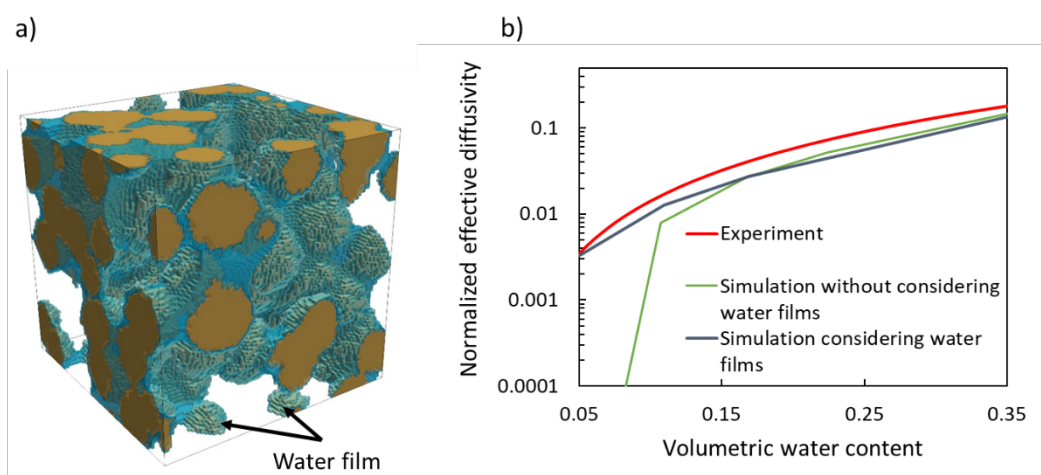 a)
Water film
b)
Normalized effective diffusivity
0.1
0.01
0.001
0.0001
Experiment
Simulation without considering
water films
Simulation considering water
films
0.05
0.15
0.25
0.35
Volumetric water content